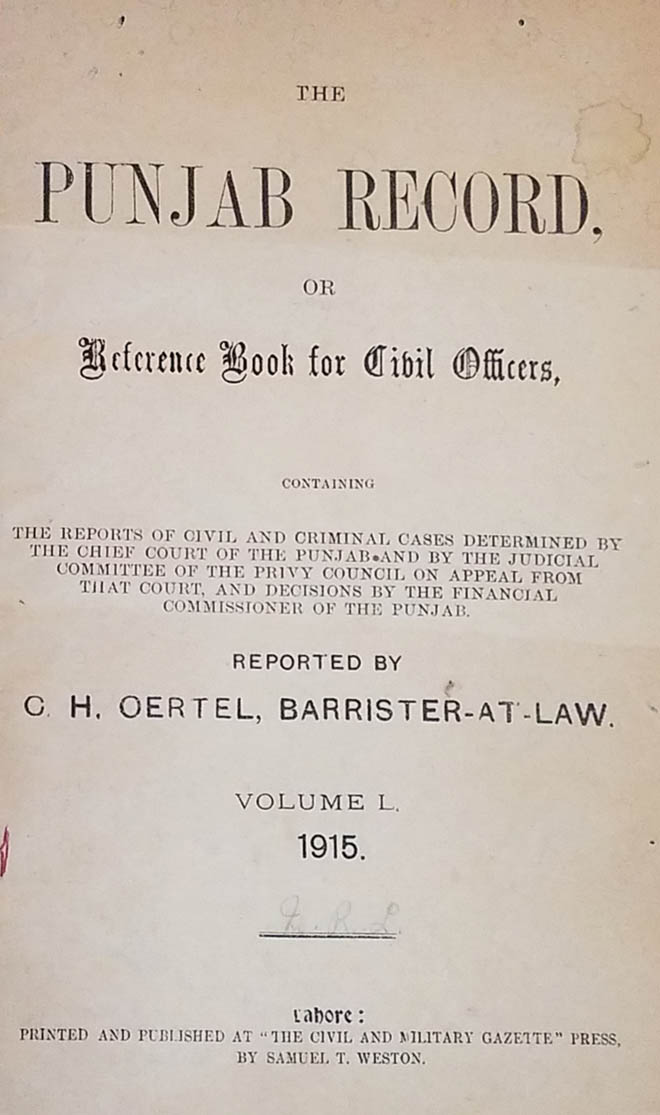 THE
PUNJAB RECORD,
OR
Reference Book for Civil Officers,
CONTAINING
THE REPORTS OF CIVIL AND CRIMINAL CASES DETERMINED BY
THE CHIEF COURT OF THE PUNJAB AND BY THE JUDICIAL
COMMITTEE OF THE PRIVY COUNCIL ON APPEAL FROM
THAT COURT, AND DECISIONS BY THE FINANCIAL
COMMISSIONER OF THE PUNJAB.
REPORTED BY
C. H. OERTEL, BARRISTER-AT-LAW.
VOLUME L.
1915.
Lahore:
PRINTED AND PUBLISHED AT "THE CIVIL AND MILITARY GAZETTE" PRESS,
BY SAMUEL T. WESTON.